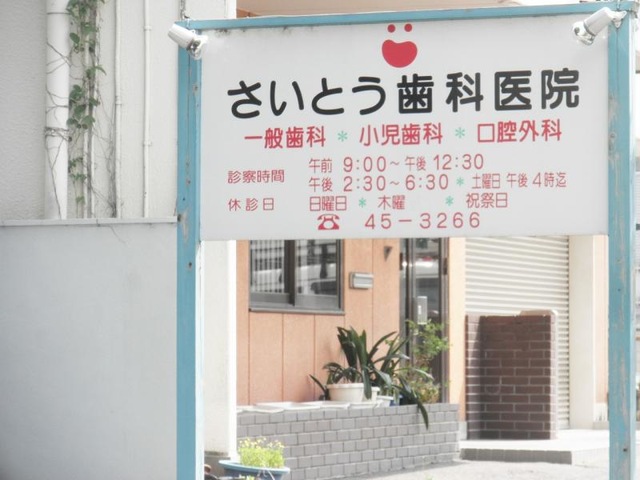 さいとう歯科医院
一般歯科 * 小児歯科 * 口腔外科
診察時間 午前 9:00～午後 12:30
午後 2:30～6:30 * 土曜日 午後 4時迄
休診日 日曜日 * 木曜 * 祝祭日
☎ 45-3266